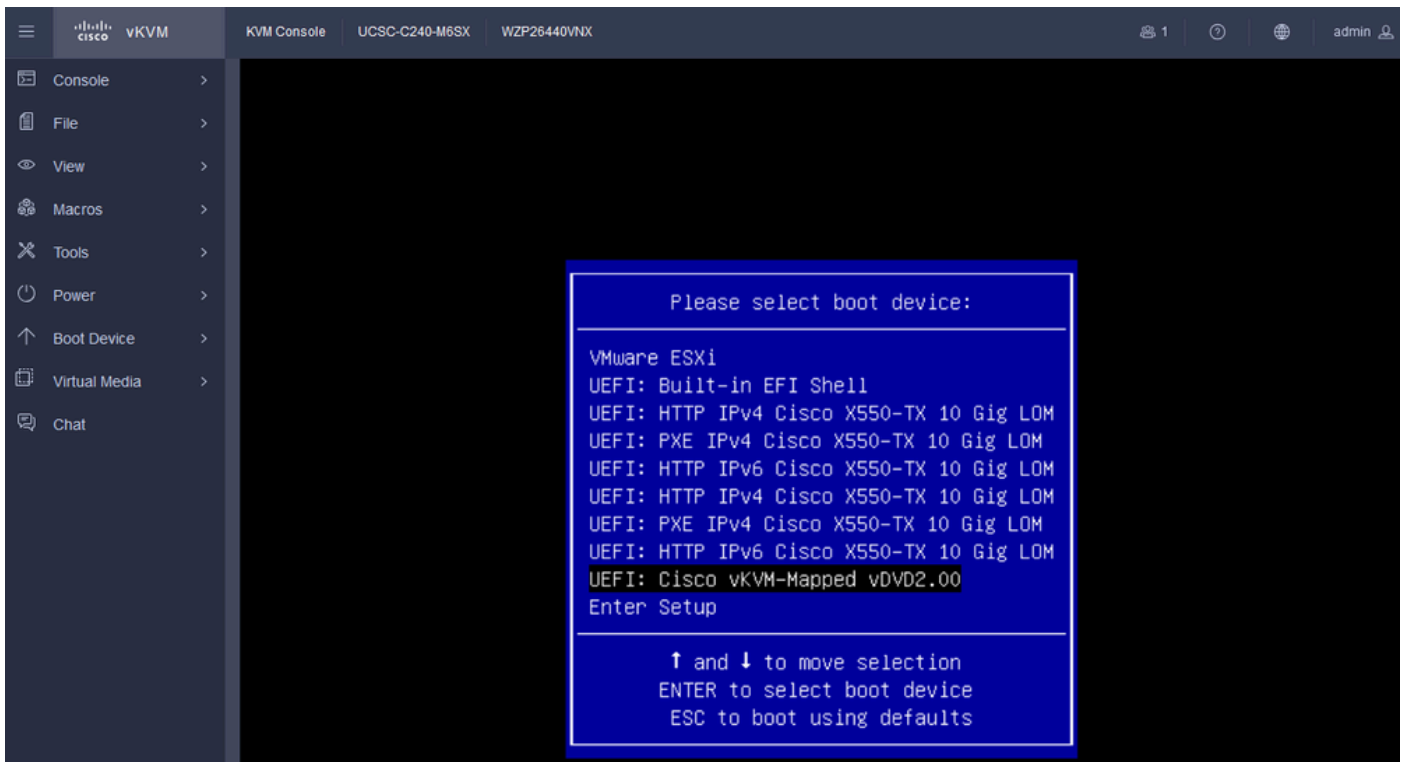 cisco vKVM KVM Console UCSC-C240-M6SX WZP26440VNX 1 admin
Console
File
View
Macros
Tools
Power
Boot Device
Virtual Media
Chat
Please select boot device:
VMware ESXi
UEFI: Built-in EFI Shell
UEFI: HTTP IPv4 Cisco X550-TX 10 Gig LOM
UEFI: PXE IPv4 Cisco X550-TX 10 Gig LOM
UEFI: HTTP IPv6 Cisco X550-TX 10 Gig LOM
UEFI: HTTP IPv4 Cisco X550-TX 10 Gig LOM
UEFI: PXE IPv4 Cisco X550-TX 10 Gig LOM
UEFI: HTTP IPv6 Cisco X550-TX 10 Gig LOM
UEFI: Cisco vKVM-Mapped vDVD2.00
Enter Setup
↑ and ↓ to move selection
ENTER to select boot device
ESC to boot using defaults